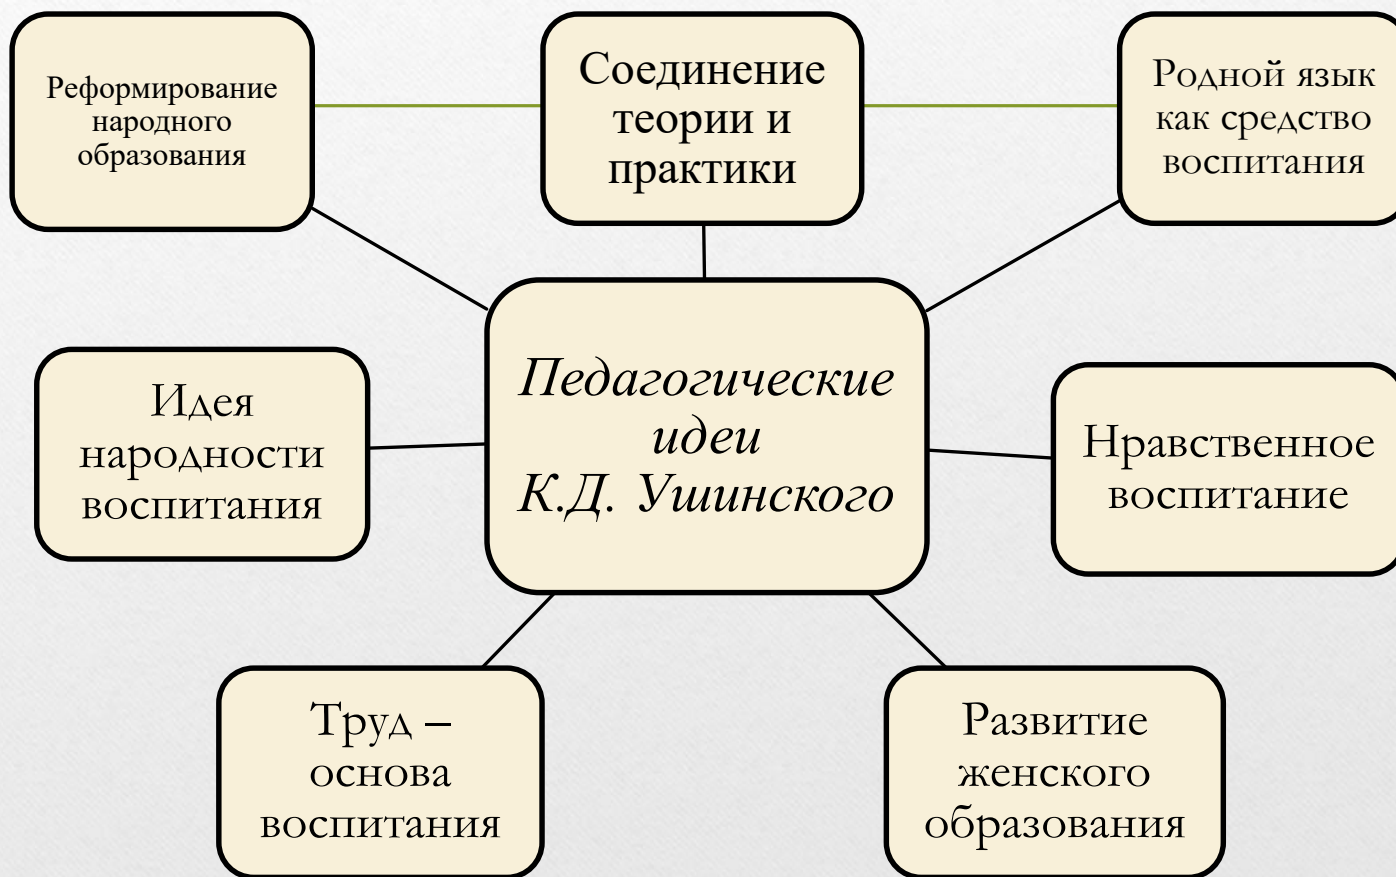 Реформирование
народного
образования
Соединение
теории и
практики
Родной язык
как средство
воспитания
Идея
народности
воспитания
Педагогические
идеи
К.Д. Ушинского
Нравственное
воспитание
Труд –
основа
воспитания
Развитие
женского
образования